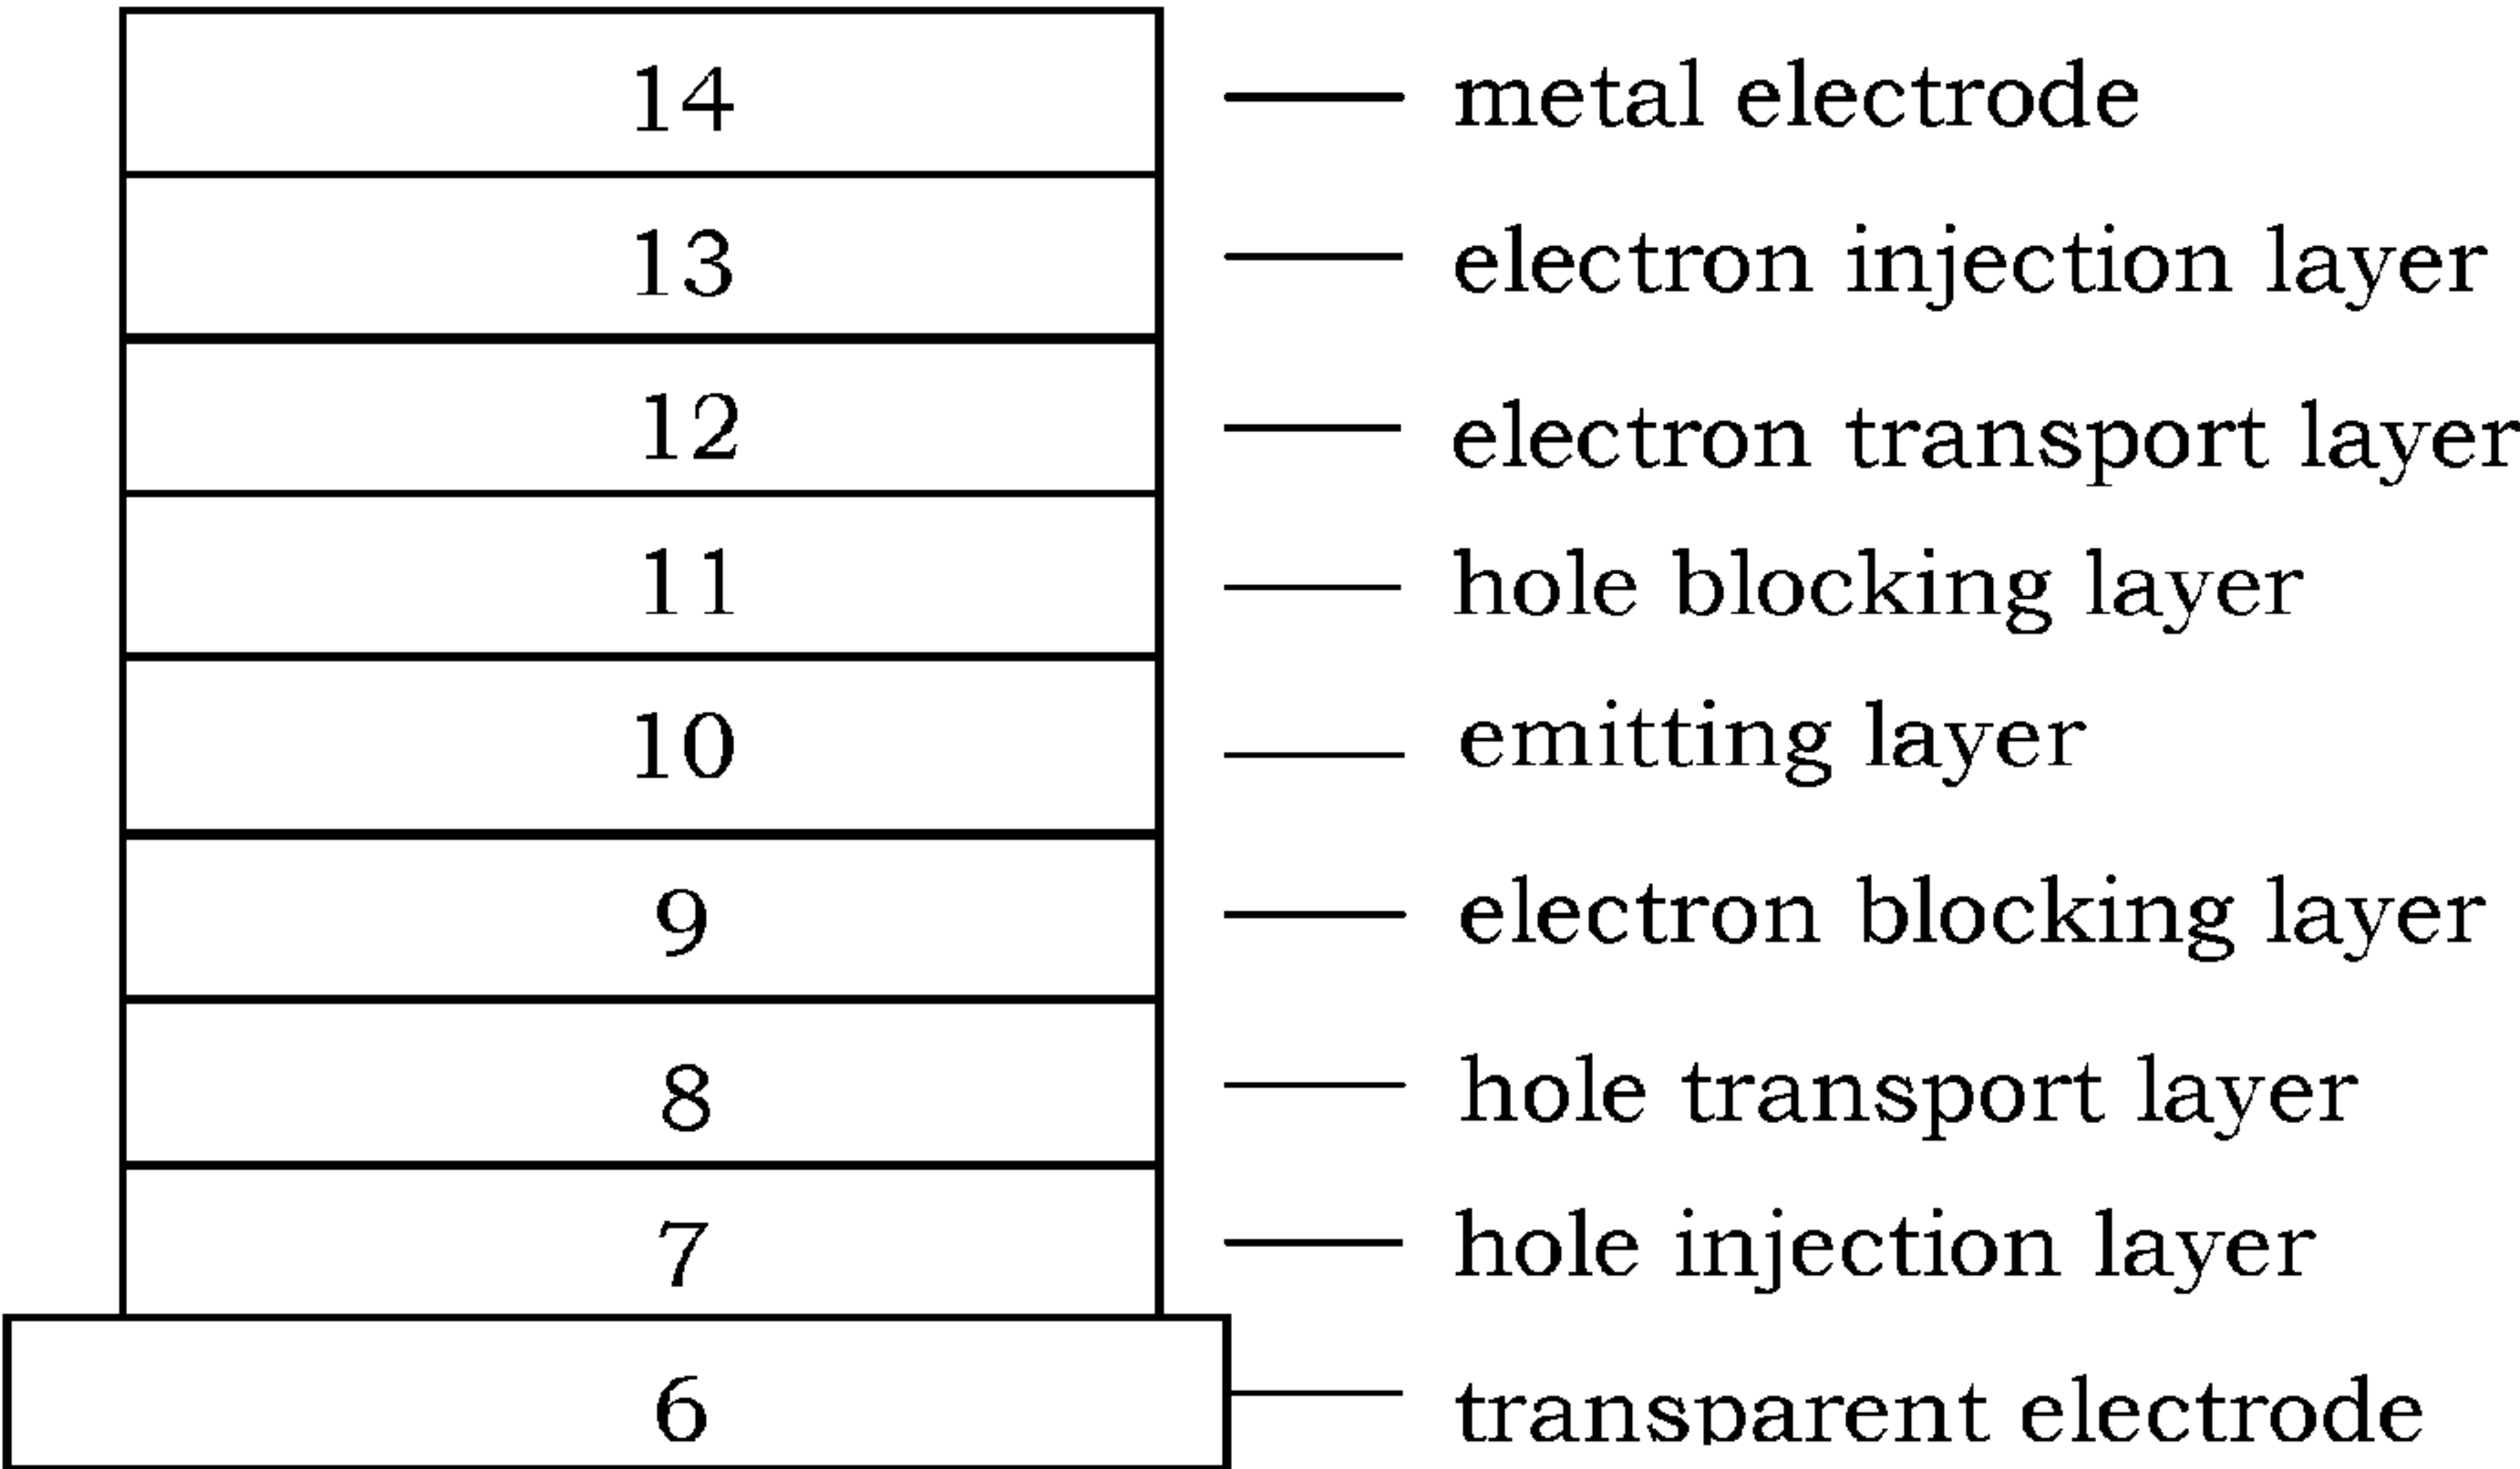 14 metal electrode
13 electron injection layer
12 electron transport layer
11 hole blocking layer
10 emitting layer
9 electron blocking layer
8 hole transport layer
7 hole injection layer
6 transparent electrode